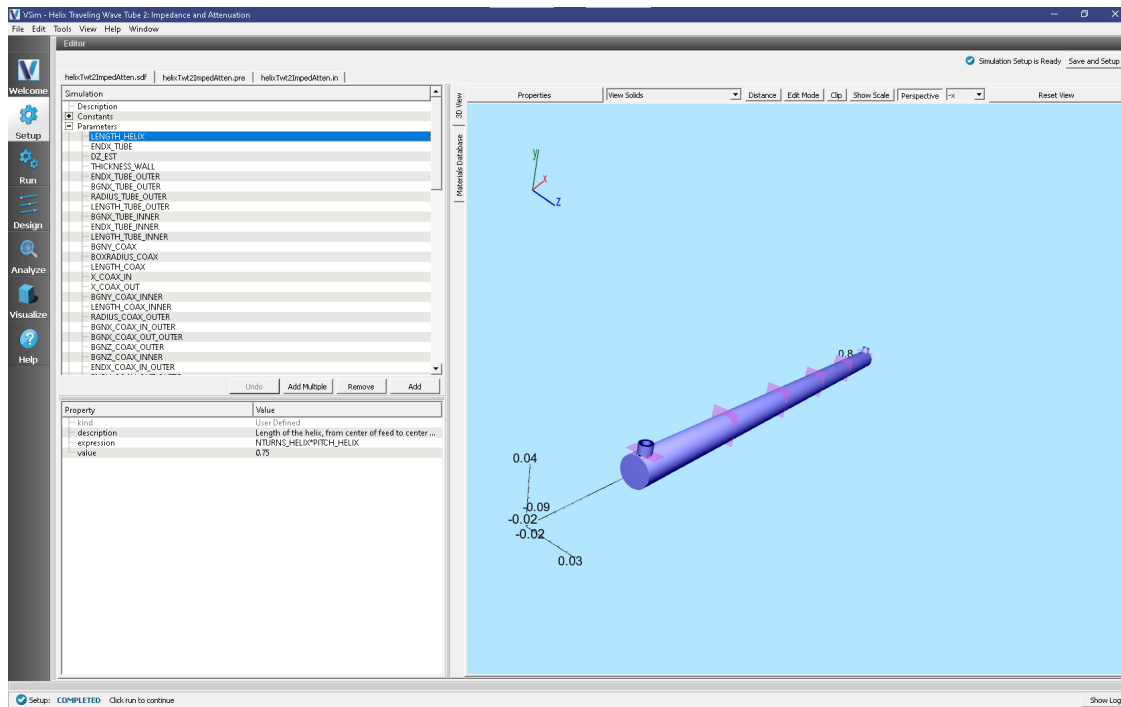 VSim - Helix Traveling Wave Tube 2: Impedance and Attenuation
File Edit Tools View Help Window
Editor
Simulation Setup is Ready Save and Setup
Welcome
Setup
Run
Design
Analyze
Visualize
Help
helixTwt2ImpedAtten.sdf helixTwt2ImpedAtten.pre helixTwt2ImpedAtten.in
Simulation
Description
Constants
Parameters
LENGTH_HELIX
ENDX_TUBE
DZ_EST
THICKNESS_WALL
ENDX_TUBE_OUTER
BGNX_TUBE_OUTER
RADIUS_TUBE_OUTER
LENGTH_TUBE_OUTER
BGNX_TUBE_INNER
ENDX_TUBE_INNER
LENGTH_TUBE_INNER
BGNY_COAX
BOXRADIUS_COAX
LENGTH_COAX
X_COAX_IN
X_COAX_OUT
BGNY_COAX_INNER
LENGTH_COAX_INNER
RADIUS_COAX_OUTER
BGNX_COAX_IN_OUTER
BGNX_COAX_OUT_OUTER
BGNZ_COAX_OUTER
BGNZ_COAX_INNER
ENDX_COAX_IN_OUTER
Undo Add Multiple Remove Add
Property Value
kind User Defined
description Length of the helix, from center of feed to center ...
expression NTURNS_HELIX*PITCH_HELIX
value 0.75
3D View
Materials Database
Properties View Solids Distance Edit Mode Clip Show Scale Perspective -x Reset View
y
x
z
0.8
0.04
-0.09
-0.02
-0.02
0.03
Setup: COMPLETED Click run to continue
Show Log